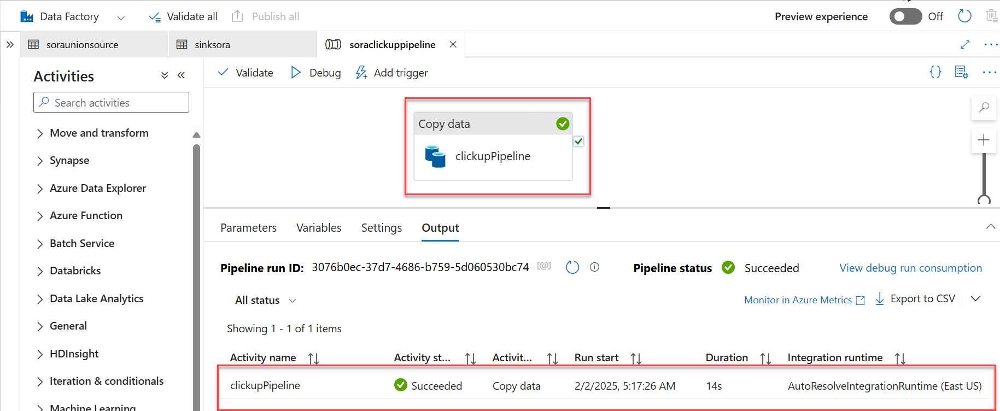 Data Factory Validate all Publish all Preview experience Off
soraunionsource sinksora soraclickuppipeline
Activities
Search activities
Move and transform
Synapse
Azure Data Explorer
Azure Function
Batch Service
Databricks
Data Lake Analytics
General
HDInsight
Iteration & conditionals
Machine Learning
Validate Debug Add trigger
Copy data
clickupPipeline
Parameters Variables Settings Output
Pipeline run ID: 3076b0ec-37d7-4686-b759-5d060530bc74 [@] Pipeline status Succeeded View debug run consumption
All status Monitor in Azure Metrics Export to CSV
Showing 1 - 1 of 1 items
Activity name Activity st... Activit... Run start Duration Integration runtime
clickupPipeline Succeeded Copy data 2/2/2025, 5:17:26 AM 14s AutoResolveIntegrationRuntime (East US)